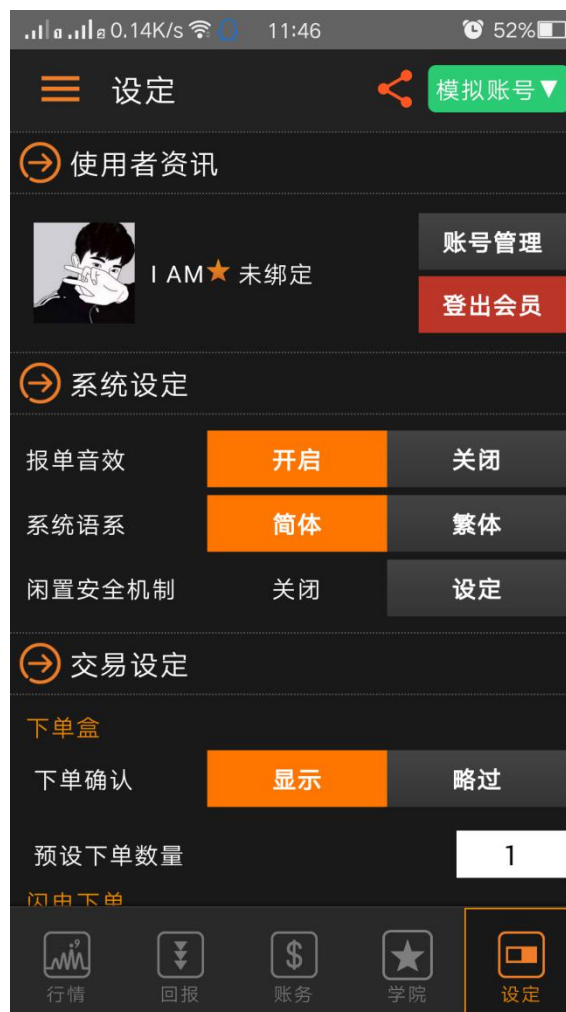 0.14K/s 11:46 52%
设定 模拟账号▼
使用者资讯
账号管理
I AM★ 未绑定
登出会员
系统设定
报单音效 开启 关闭
系统语系 简体 繁体
闲置安全机制 关闭 设定
交易设定
下单盒
下单确认 显示 略过
预设下单数量 1
闪电下单
行情 回报 账务 学院 设定